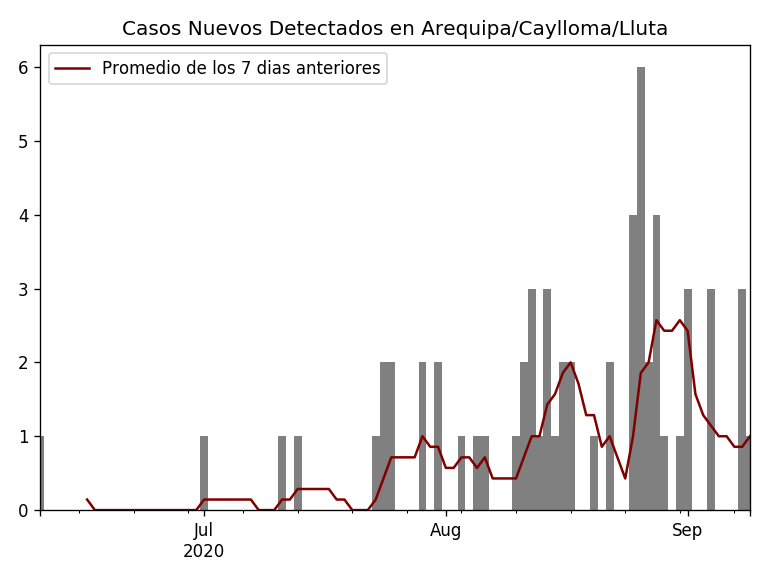 Casos Nuevos Detectados en Arequipa/Caylloma/Lluta
Promedio de los 7 dias anteriores
6
5
4
3
2
1
0
Jul
2020
Aug
Sep